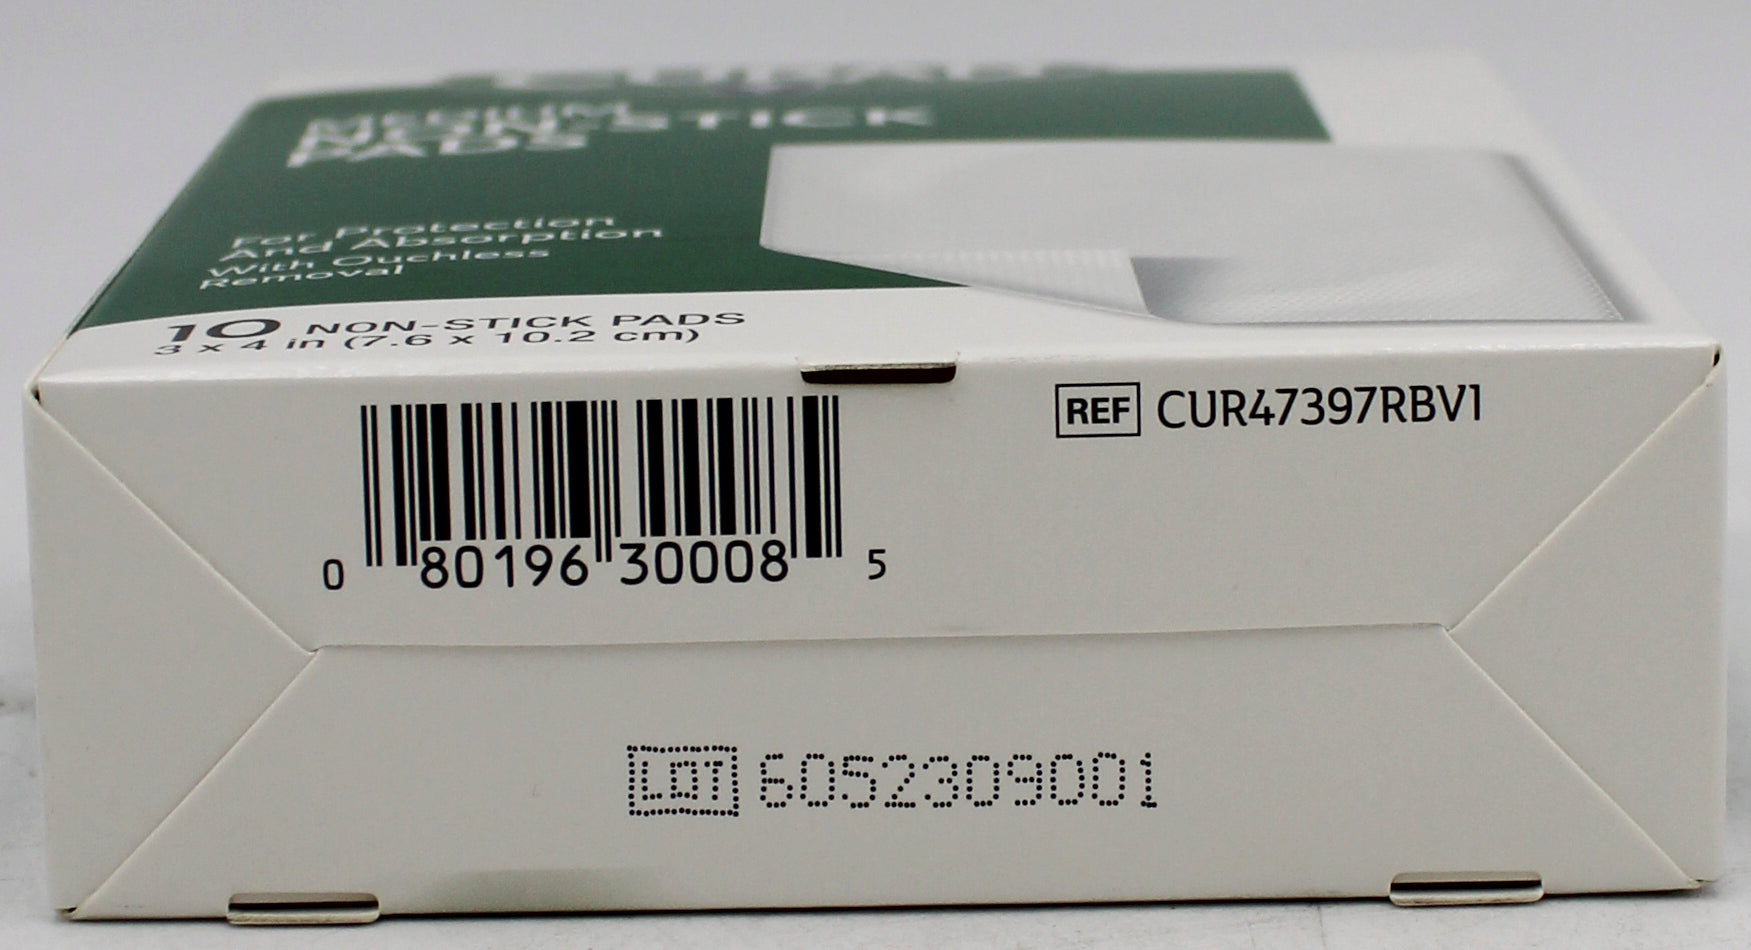 MEDIUM
NON-STICK
PADS
For Protection
And Absorption
With Ouchless
Removal
10 NON-STICK PADS
3 x 4 in (7.6 x 10.2 cm)
REF CUR47397RBV1
0 80196 30008 5
LOT 6052309001